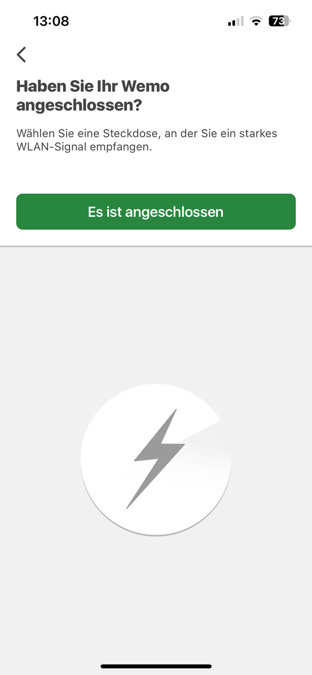 13:08
73
Haben Sie Ihr Wemo
angeschlossen?
Wählen Sie eine Steckdose, an der Sie ein starkes
WLAN-Signal empfangen.
Es ist angeschlossen